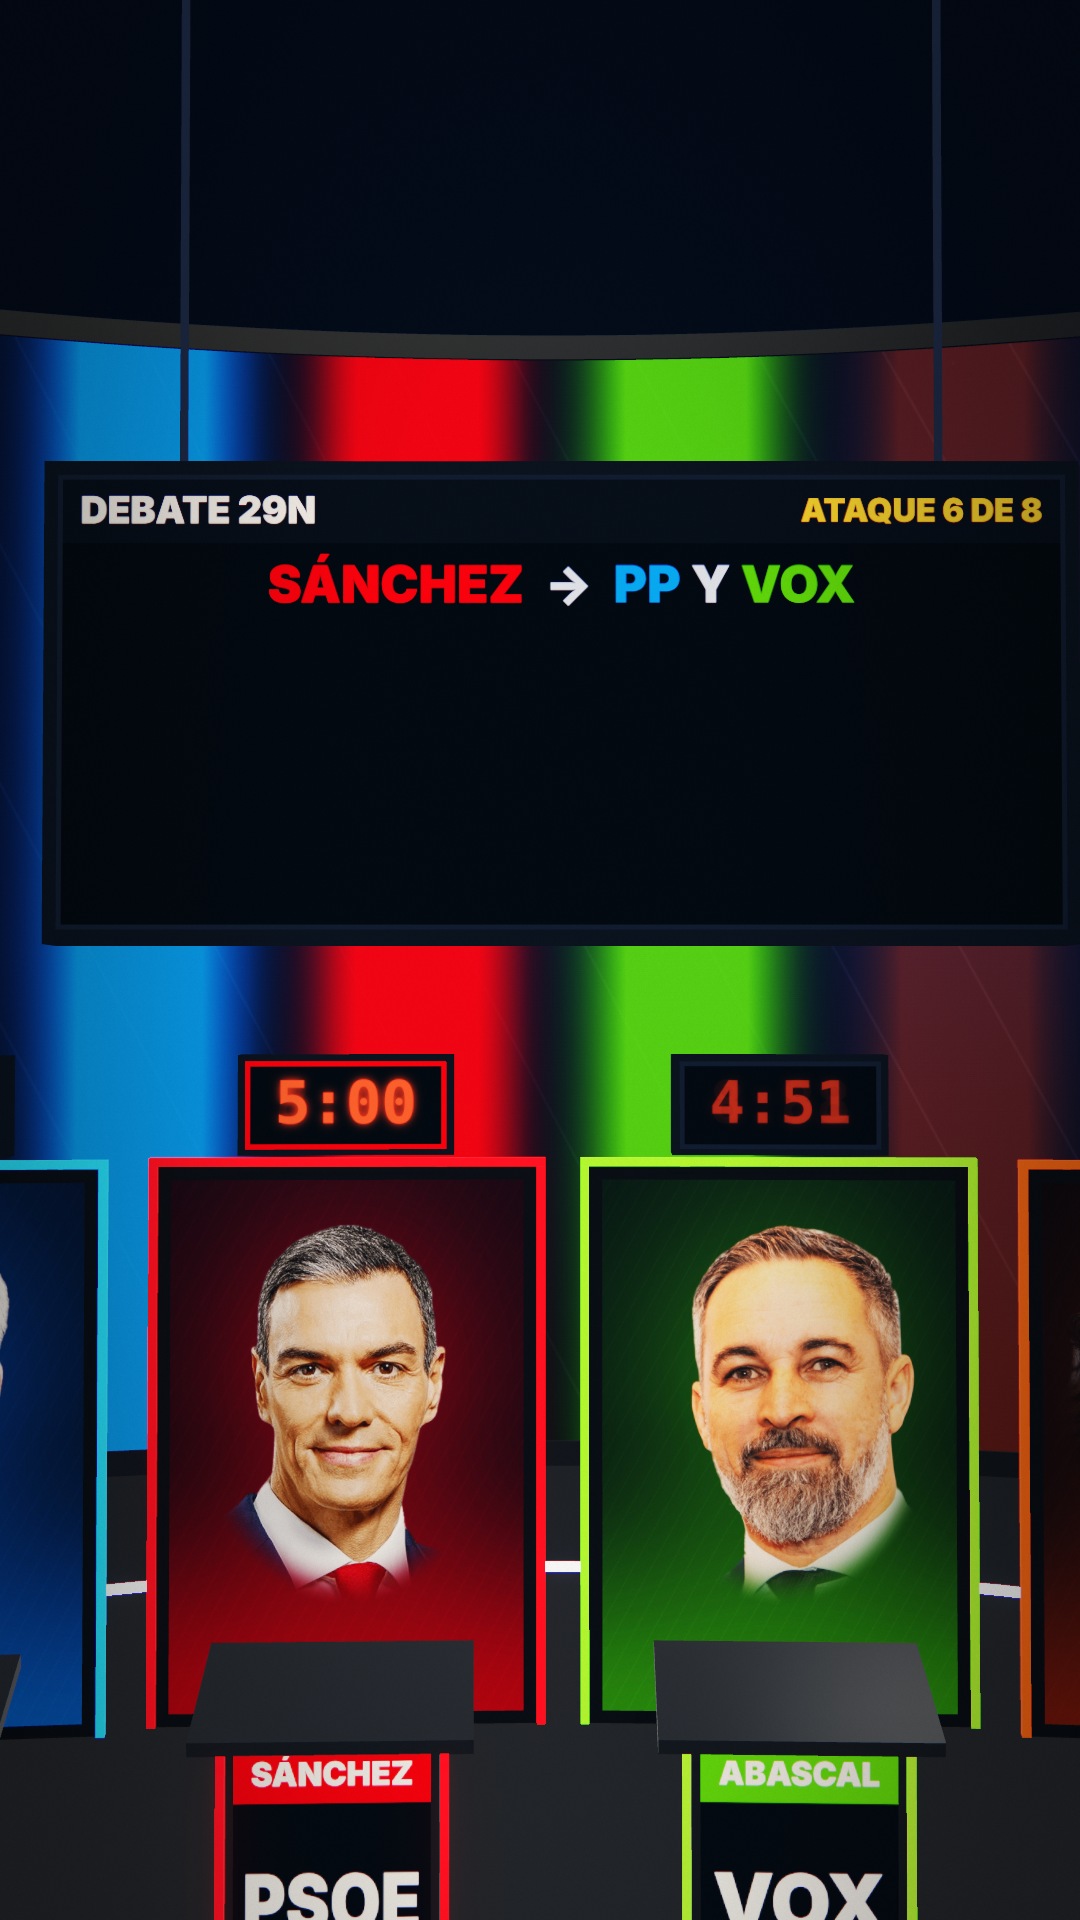 DEBATE 29N
ATAQUE 6 DE 8
SÁNCHEZ → PP Y VOX
5:00
4:51
SÁNCHEZ
ABASCAL
PSOE
VOX